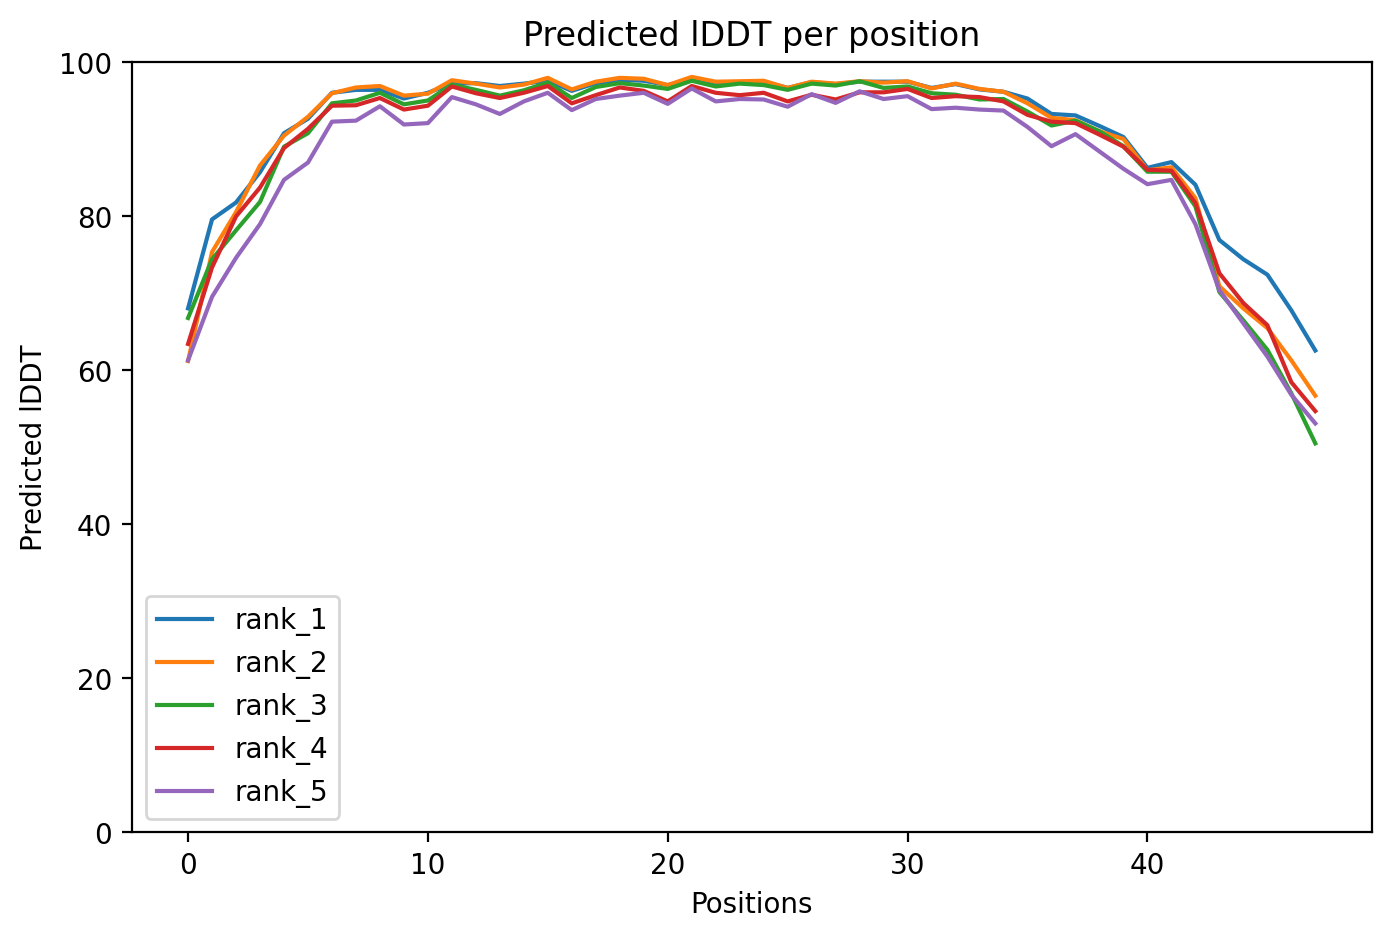 Predicted lDDT per position
100
80
60
40
20
0
Predicted lDDT
rank_1
rank_2
rank_3
rank_4
rank_5
0 10 20 30 40
Positions